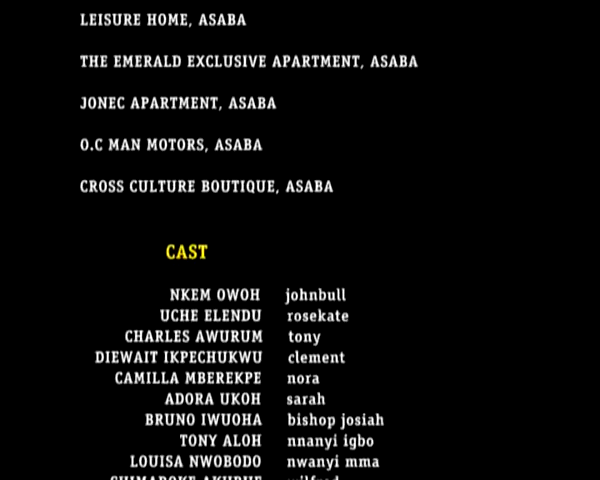 LEISURE HOME, ASABA
THE EMERALD EXCLUSIVE APARTMENT, ASABA
JONEC APARTMENT, ASABA
O.C MAN MOTORS, ASABA
CROSS CULTURE BOUTIQUE, ASABA
CAST
NKEM OWOH johnbull
UCHE ELENDU rosekate
CHARLES AWURUM tony
DIEWAIT IKPECHUKWU clement
CAMILLA MBEREKPE nora
ADORA UKOH sarah
BRUNO IWUOHA bishop josiah
TONY ALOH nnanyi igbo
LOUISA NWOBODO nwanyi mma